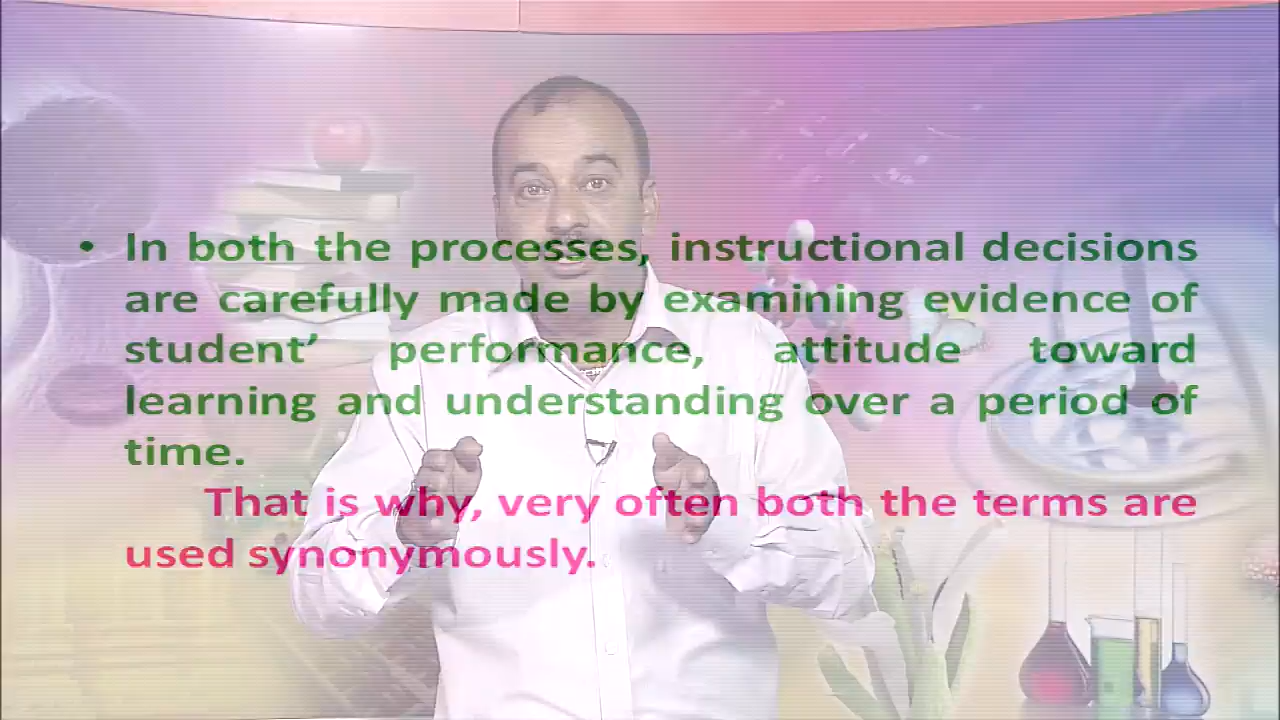 • In both the processes, instructional decisions
are carefully made by examining evidence of
student’ performance, attitude toward
learning and understanding over a period of
time.
That is why, very often both the terms are
used synonymously.